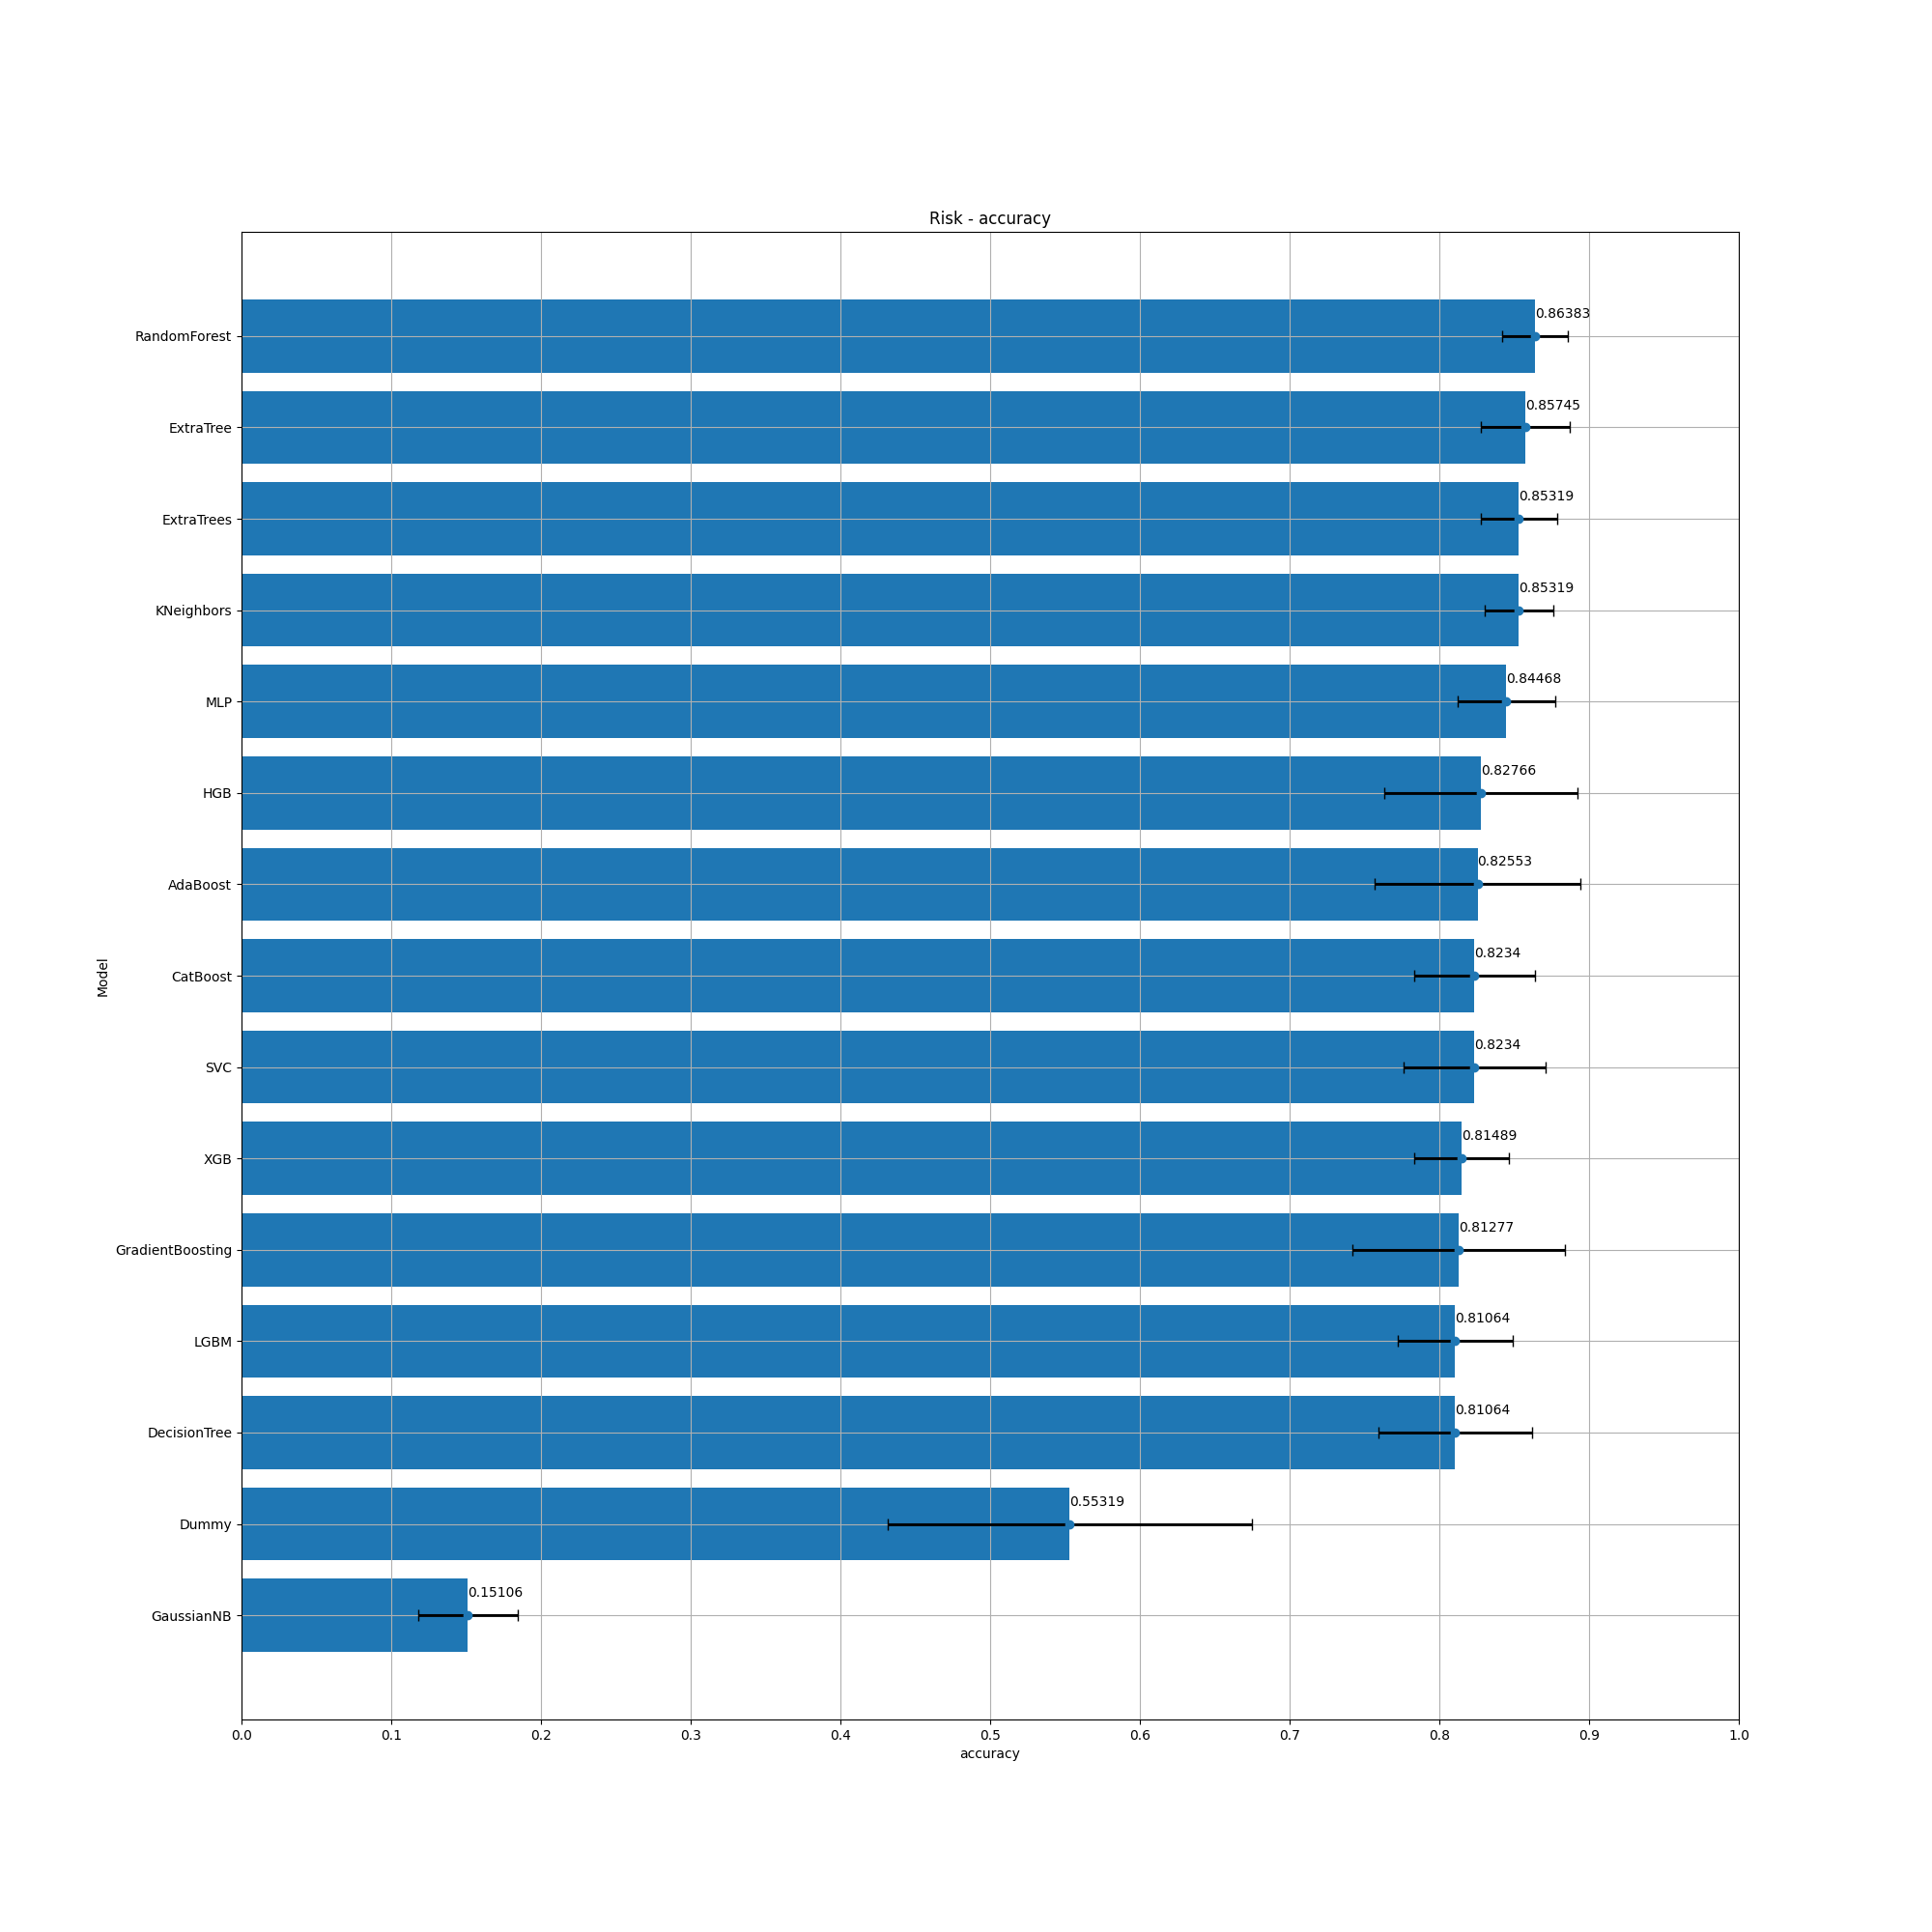 Risk - accuracy
RandomForest
0.86383
ExtraTree
0.85745
ExtraTrees
0.85319
KNeighbors
0.85319
MLP
0.84468
HGB
0.82766
AdaBoost
0.82553
CatBoost
0.8234
SVC
0.8234
XGB
0.81489
GradientBoosting
0.81277
LGBM
0.81064
DecisionTree
0.81064
Dummy
0.55319
GaussianNB
0.15106
Model
0.0 0.1 0.2 0.3 0.4 0.5 0.6 0.7 0.8 0.9 1.0
accuracy